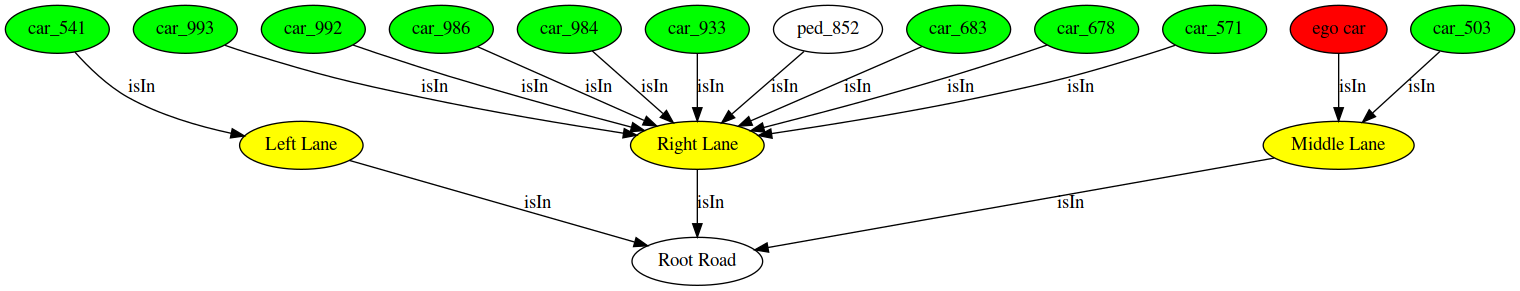 car_541 car_993 car_992 car_986 car_984 car_933 ped_852 car_683 car_678 car_571 ego car car_503
isIn isIn isIn isIn isIn isIn isIn isIn isIn isIn isIn isIn
Left Lane Right Lane Middle Lane
isIn isIn isIn
Root Road